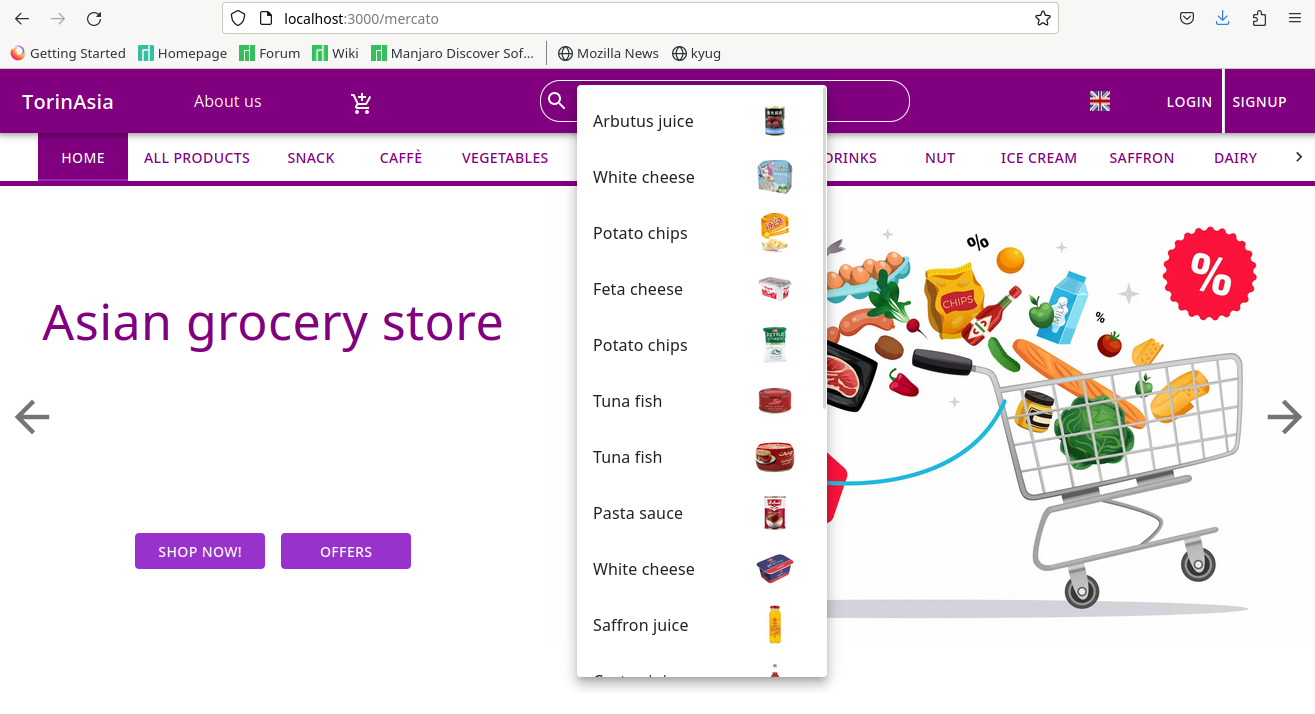 localhost:3000/mercato
Getting Started Homepage Forum Wiki Manjaro Discover Sof… Mozilla News kyug
TorinAsia About us LOGIN SIGNUP
HOME ALL PRODUCTS SNACK CAFFÈ VEGETABLES DRINKS NUT ICE CREAM SAFFRON DAIRY
Arbutus juice
White cheese
Potato chips
Feta cheese
Potato chips
Tuna fish
Tuna fish
Pasta sauce
White cheese
Saffron juice
Asian grocery store
SHOP NOW! OFFERS
%
%
CHIPS
MILK
%